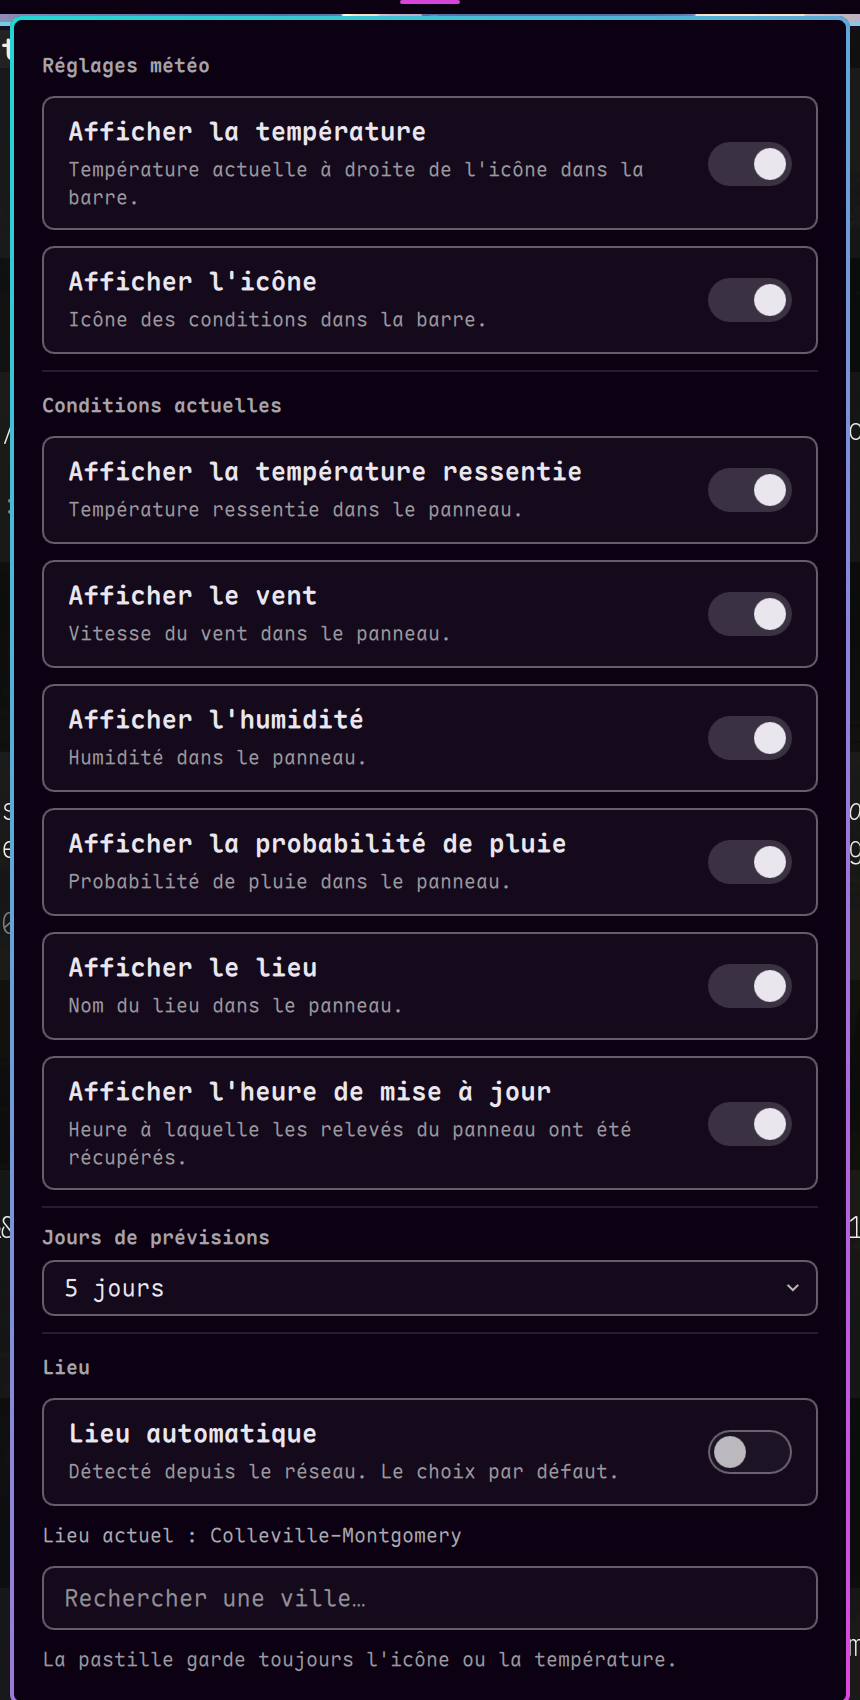 Réglages météo
Afficher la température
Température actuelle à droite de l'icône dans la
barre.
Afficher l'icône
Icône des conditions dans la barre.
Conditions actuelles
Afficher la température ressentie
Température ressentie dans le panneau.
Afficher le vent
Vitesse du vent dans le panneau.
Afficher l'humidité
Humidité dans le panneau.
Afficher la probabilité de pluie
Probabilité de pluie dans le panneau.
Afficher le lieu
Nom du lieu dans le panneau.
Afficher l'heure de mise à jour
Heure à laquelle les relevés du panneau ont été
récupérés.
Jours de prévisions
5 jours
Lieu
Lieu automatique
Détecté depuis le réseau. Le choix par défaut.
Lieu actuel : Colleville-Montgomery
Rechercher une ville…
La pastille garde toujours l'icône ou la température.